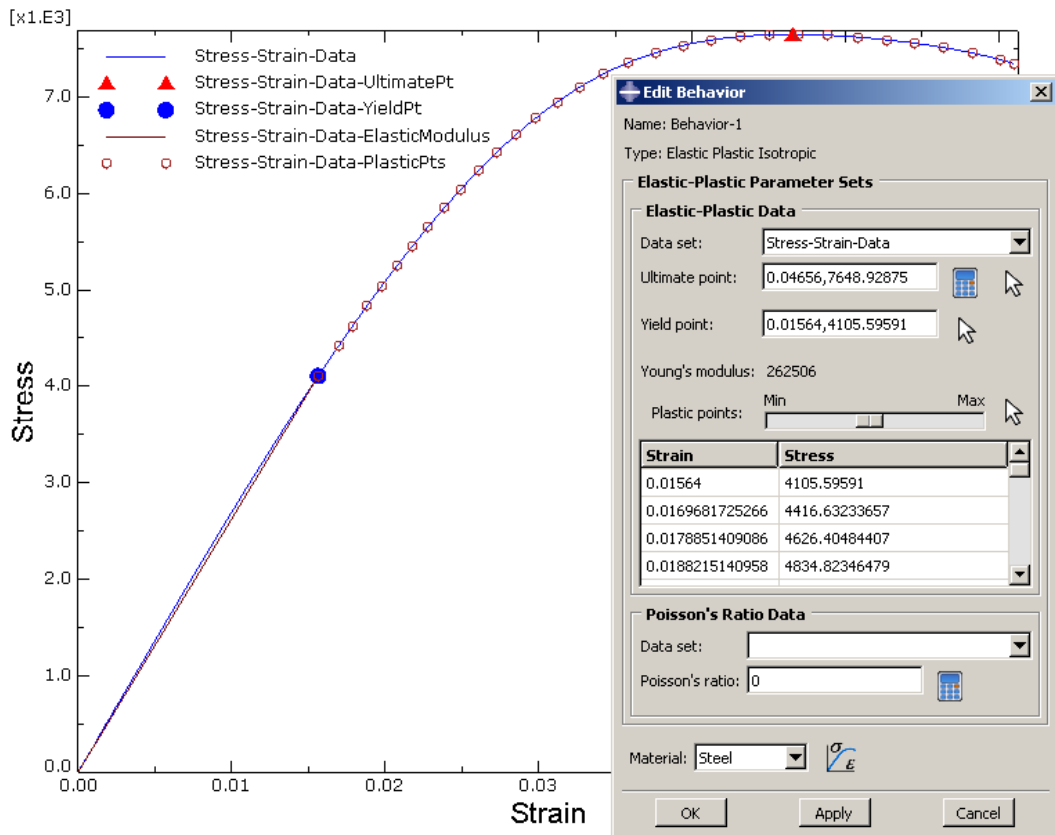 [x1.E3]
Stress-Strain-Data
Stress-Strain-Data-UltimatePt
Stress-Strain-Data-YieldPt
Stress-Strain-Data-ElasticModulus
Stress-Strain-Data-PlasticPts
7.0
6.0
5.0
4.0
3.0
2.0
1.0
0.0
Stress
0.00
0.01
0.02
0.03
Strain
Edit Behavior
Name: Behavior-1
Type: Elastic Plastic Isotropic
Elastic-Plastic Parameter Sets
Elastic-Plastic Data
Data set: Stress-Strain-Data
Ultimate point: 0.04656,7648.92875
Yield point: 0.01564,4105.59591
Young's modulus: 262506
Min Max
Plastic points:
Strain Stress
0.01564 4105.59591
0.0169681725266 4416.63233657
0.0178851409086 4626.40484407
0.0188215140958 4834.82346479
Poisson's Ratio Data
Data set:
Poisson's ratio: 0
Material: Steel σ ε
OK Apply Cancel